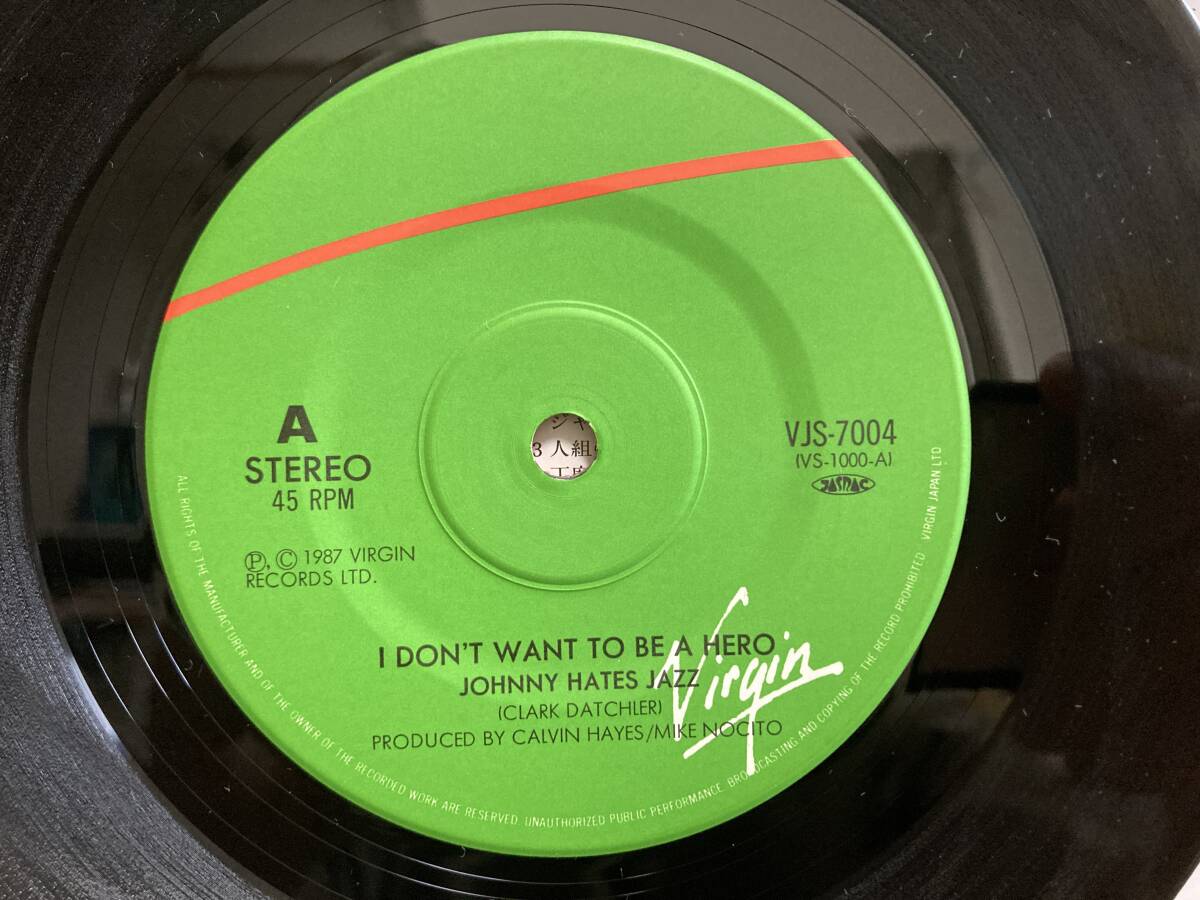 A
STEREO
45 RPM
Ⓟ, © 1987 VIRGIN
RECORDS LTD.
ジャ
3人組
VJS-7004
(VS-1000-A)
JASRAC
I DON'T WANT TO BE A HERO
JOHNNY HATES JAZZ
(CLARK DATCHLER)
PRODUCED BY CALVIN HAYES/MIKE NOCITO
Virgin
ALL RIGHTS OF THE MANUFACTURER AND OF THE OWNER OF THE RECORDED WORK ARE RESERVED. UNAUTHORIZED PUBLIC PERFORMANCE. BROADCASTING AND COPYING OF THE RECORD PROHIBITED VIRGIN JAPAN LTD